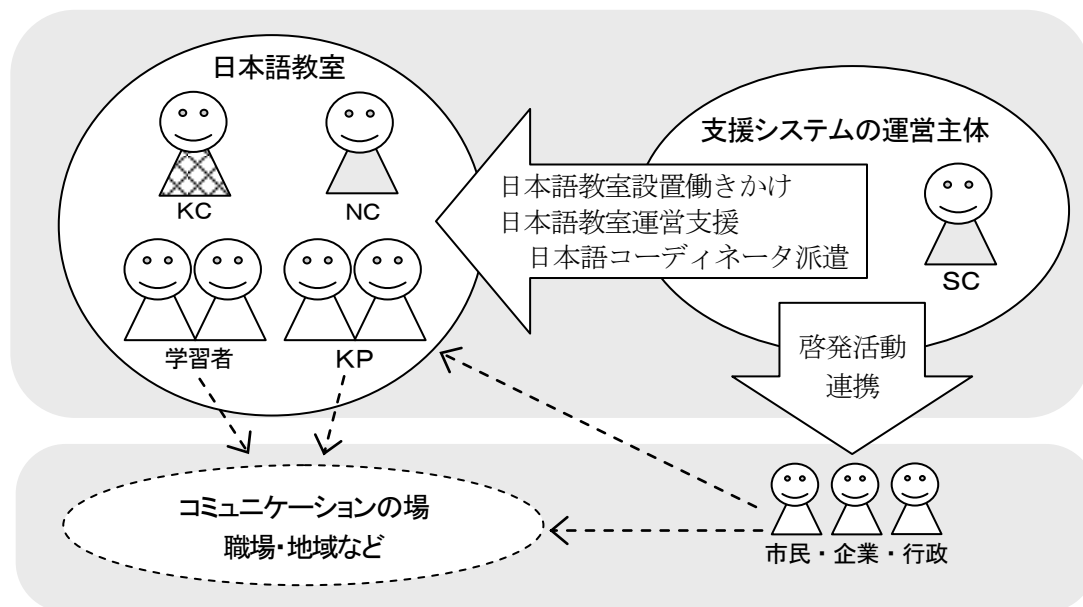 日本語教室
KC
NC
学習者
KP
支援システムの運営主体
日本語教室設置働きかけ
日本語教室運営支援
日本語コーディネータ派遣
SC
啓発活動
連携
コミュニケーションの場
職場・地域など
市民・企業・行政